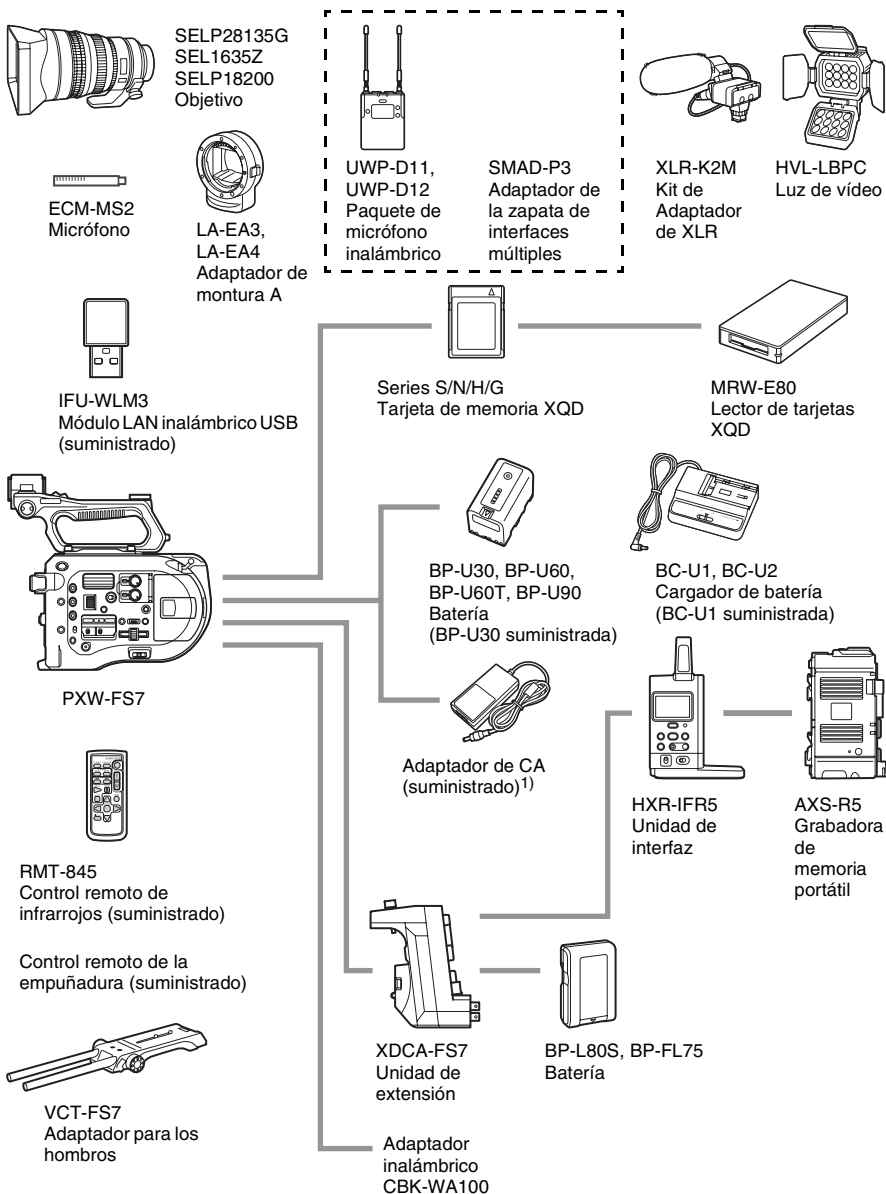 SELP28135G
SEL1635Z
SELP18200
Objetivo
ECM-MS2
Micrófono
LA-EA3,
LA-EA4
Adaptador de
montura A
UWP-D11,
UWP-D12
Paquete de
micrófono
inalámbrico
SMAD-P3
Adaptador de
la zapata de
interfaces
múltiples
XLR-K2M
Kit de
Adaptador
de XLR
HVL-LBPC
Luz de vídeo
IFU-WLM3
Módulo LAN inalámbrico USB
(suministrado)
Series S/N/H/G
Tarjeta de memoria XQD
MRW-E80
Lector de tarjetas
XQD
PXW-FS7
BP-U30, BP-U60,
BP-U60T, BP-U90
Batería
(BP-U30 suministrada)
BC-U1, BC-U2
Cargador de batería
(BC-U1 suministrada)
Adaptador de CA
(suministrado)1)
HXR-IFR5
Unidad de
interfaz
AXS-R5
Grabadora
de
memoria
portátil
RMT-845
Control remoto de
infrarrojos (suministrado)
Control remoto de la
empuñadura (suministrado)
XDCA-FS7
Unidad de
extensión
BP-L80S, BP-FL75
Batería
VCT-FS7
Adaptador para los
hombros
Adaptador
inalámbrico
CBK-WA100